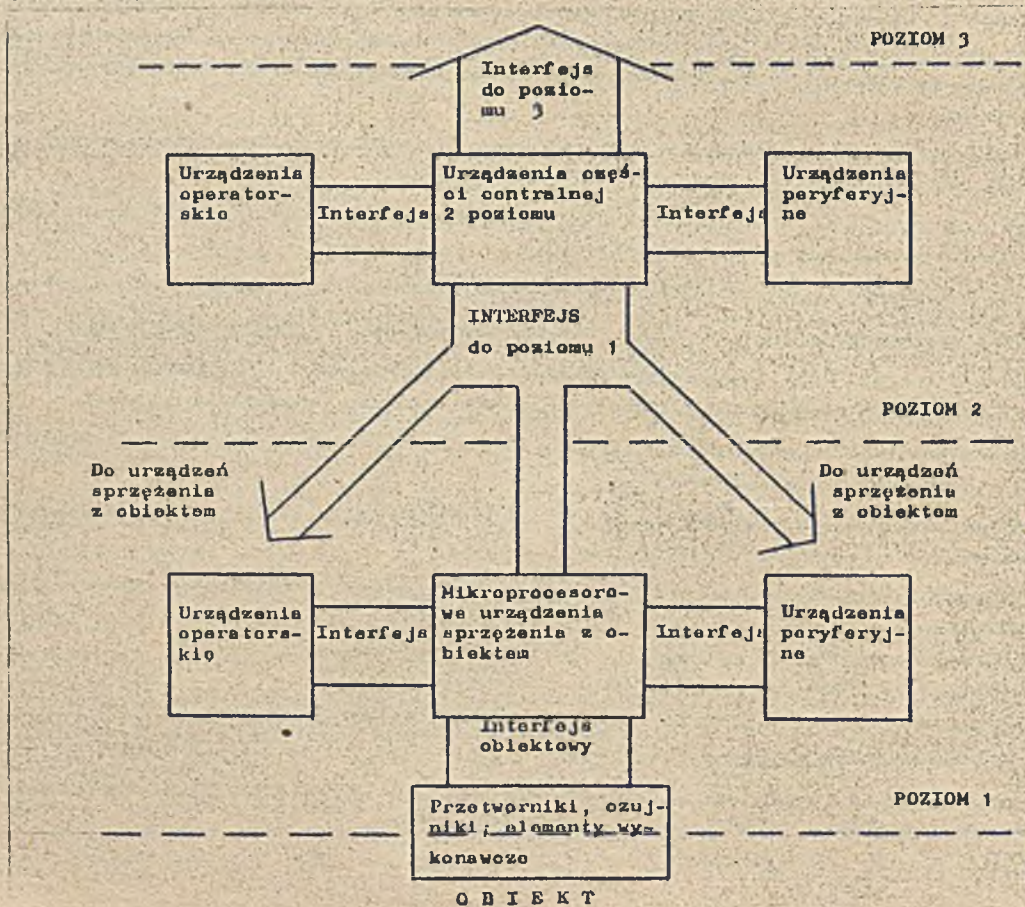 POZIOM 3
Interfejs
do pozio-
mu 3
Urządzenia
operator-
skie
Interfejs
Urządzenia częś-
ci centralnej
2 poziomu
Interfejs
Urządzenia
peryferyj-
ne
INTERFEJS
do poziomu 1
POZIOM 2
Do urządzeń
sprzężenia
z obiektem
Do urządzeń
sprzężenia
z obiektem
Urządzenia
operators-
kie
Interfejs
Mikroprocesoro-
we urządzenia
sprzężenia z o-
biektem
Interfejs
Urządzenia
peryferyj-
ne
Interfejs
obiektowy
POZIOM 1
Przetworniki, czuj-
niki, elementy wy-
konawcze
O B I E K T